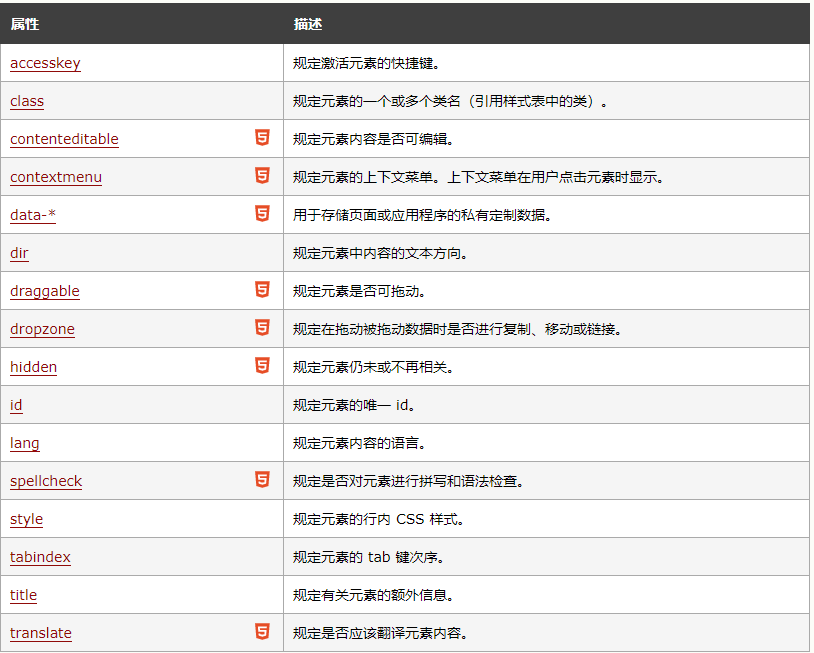 属性 描述
accesskey 规定激活元素的快捷键。
class 规定元素的一个或多个类名（引用样式表中的类）。
contenteditable 5 规定元素内容是否可编辑。
contextmenu 5 规定元素的上下文菜单。上下文菜单在用户点击元素时显示。
data-* 5 用于存储页面或应用程序的私有定制数据。
dir 规定元素中内容的文本方向。
draggable 5 规定元素是否可拖动。
dropzone 5 规定在拖动被拖动数据时是否进行复制、移动或链接。
hidden 5 规定元素仍未或不再相关。
id 规定元素的唯一 id。
lang 规定元素内容的语言。
spellcheck 5 规定是否对元素进行拼写和语法检查。
style 规定元素的行内 CSS 样式。
tabindex 规定元素的 tab 键次序。
title 规定有关元素的额外信息。
translate 5 规定是否应该翻译元素内容。